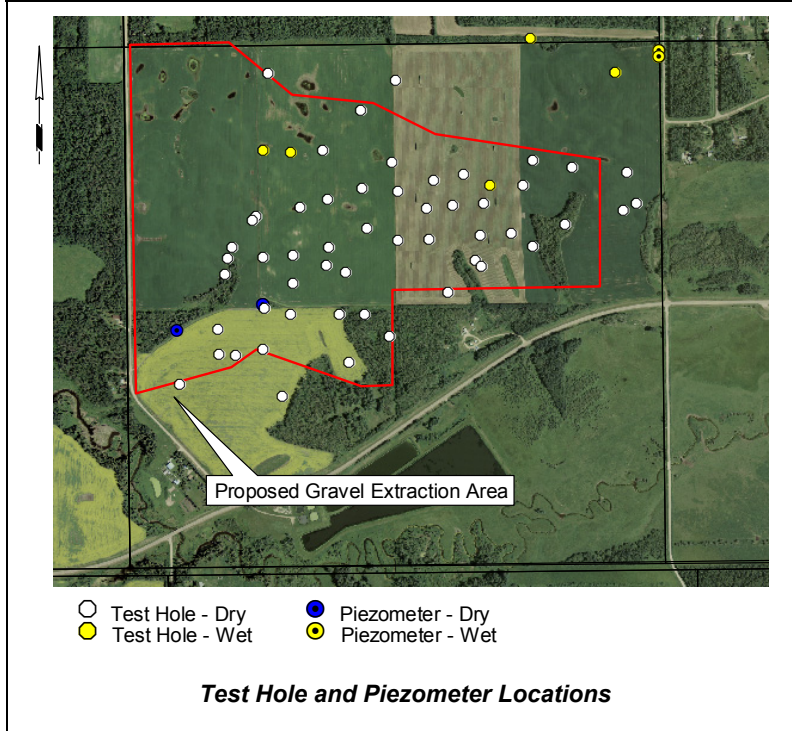 Proposed Gravel Extraction Area
Test Hole - Dry
Piezometer - Dry
Test Hole - Wet
Piezometer - Wet
Test Hole and Piezometer Locations